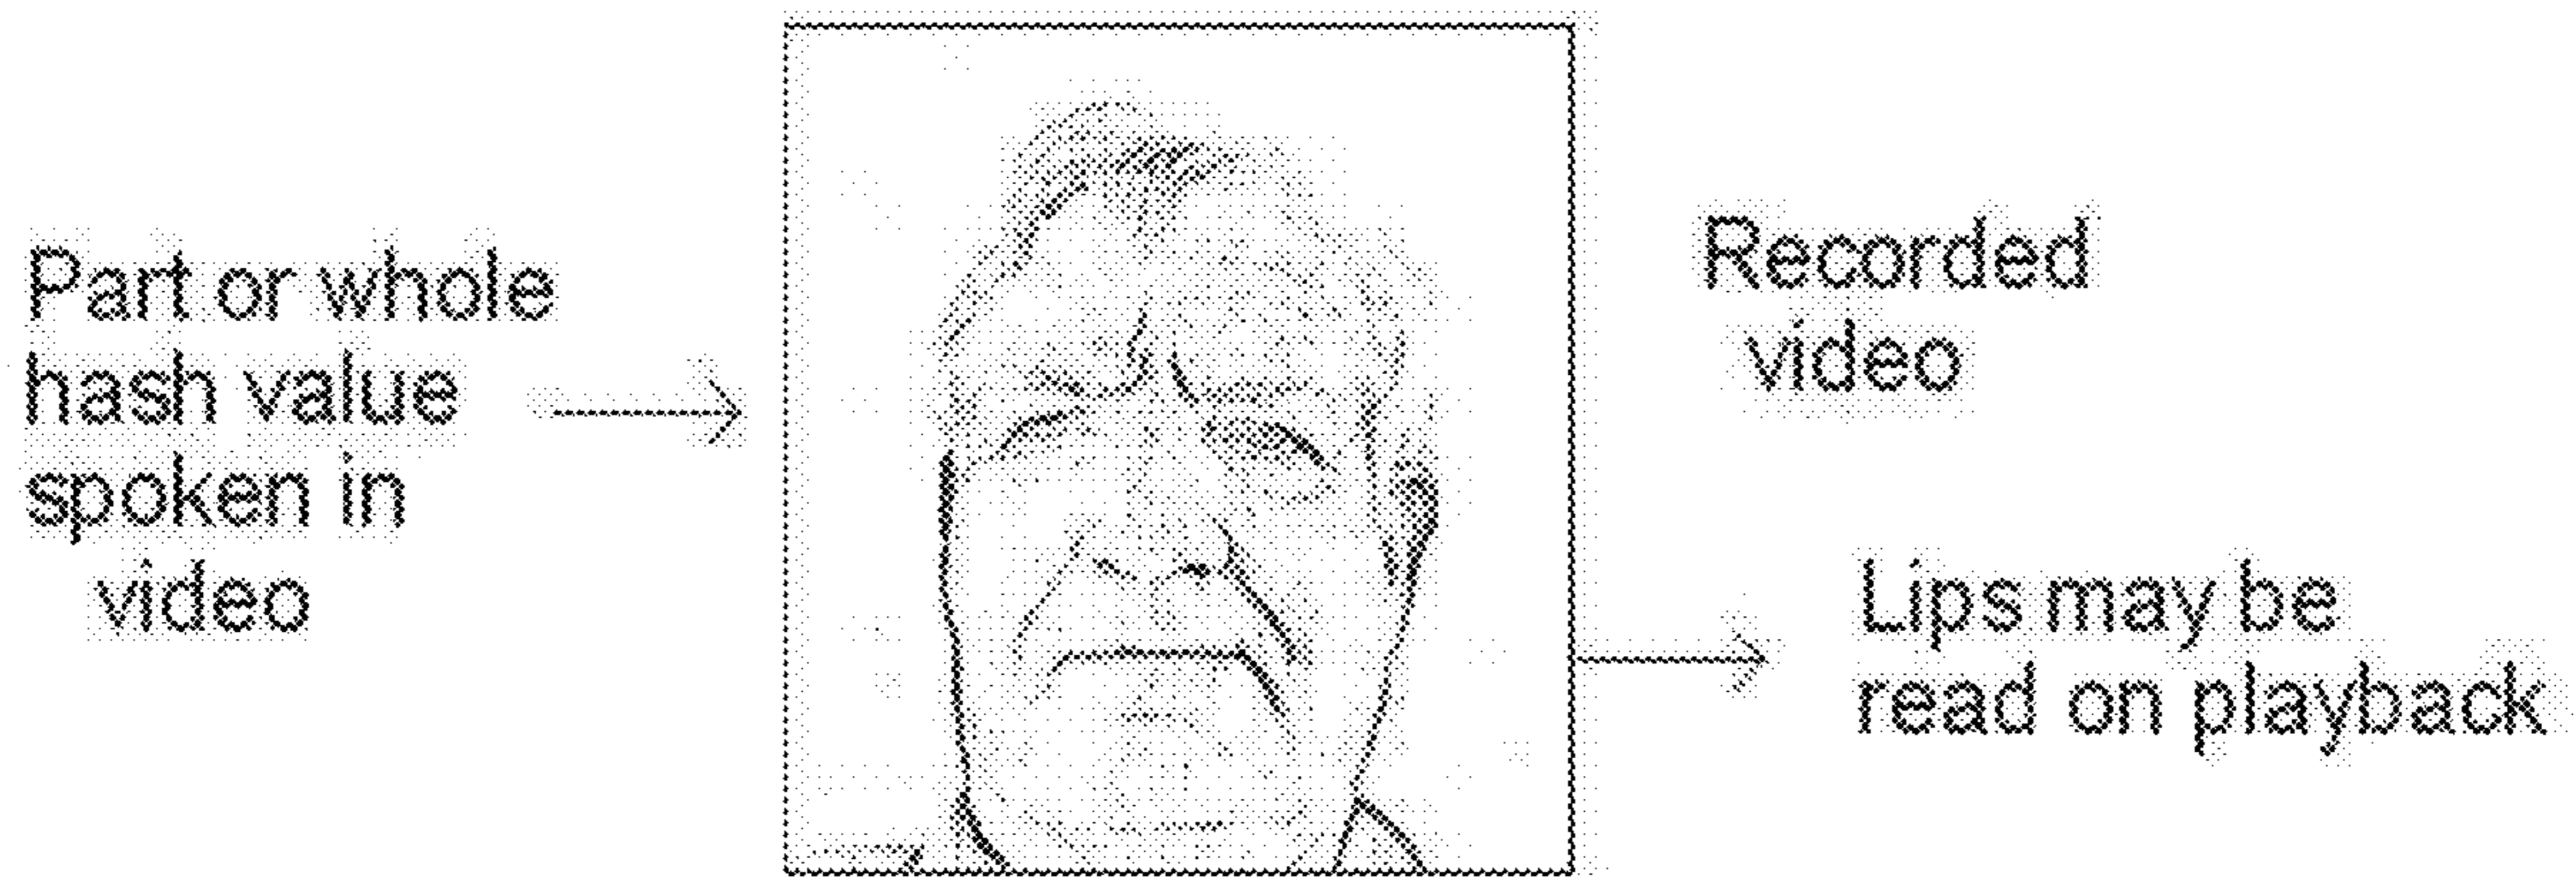 Part or whole
hash value
spoken in
video
Recorded
video
Lips may be
read on playback